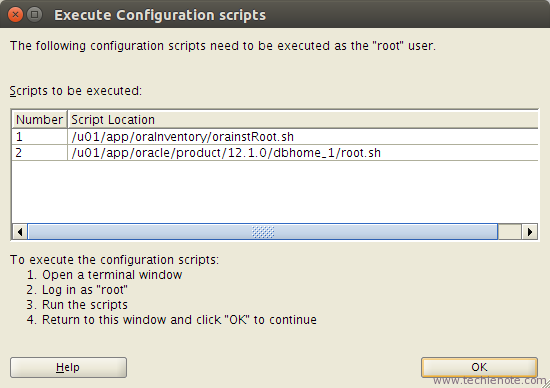 Execute Configuration scripts
The following configuration scripts need to be executed as the "root" user.
Scripts to be executed:
Number Script Location
1 /u01/app/oraInventory/orainstRoot.sh
2 /u01/app/oracle/product/12.1.0/dbhome_1/root.sh
To execute the configuration scripts:
1. Open a terminal window
2. Log in as "root"
3. Run the scripts
4. Return to this window and click "OK" to continue
Help OK
www.techienote.com